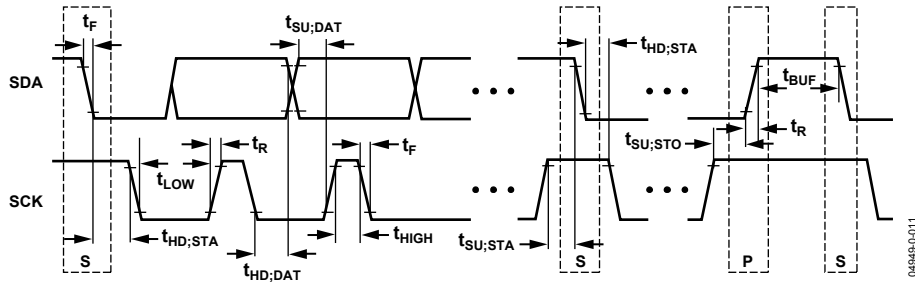 tF
tSU;DAT
tHD;STA
SDA
tBUF
tR
tF
tSU;STO
tR
tLOW
SCK
tHD;STA
tHIGH
tSU;STA
tHD;DAT
S
S
P
S
04949-0-011